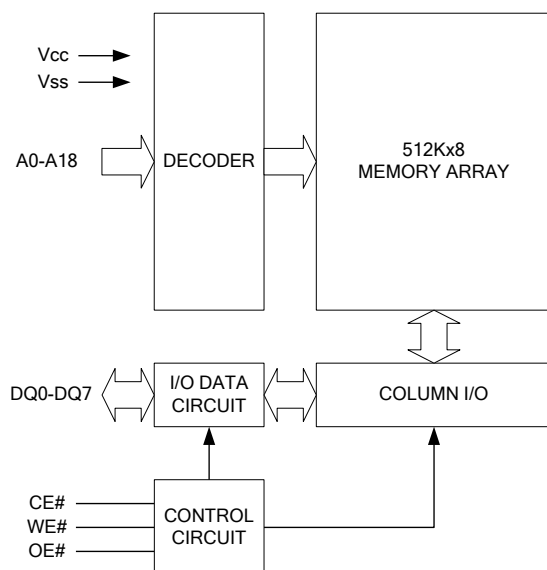 Vcc
Vss
A0-A18
DECODER
512Kx8
MEMORY ARRAY
DQ0-DQ7
I/O DATA
CIRCUIT
COLUMN I/O
CE#
WE#
OE#
CONTROL
CIRCUIT